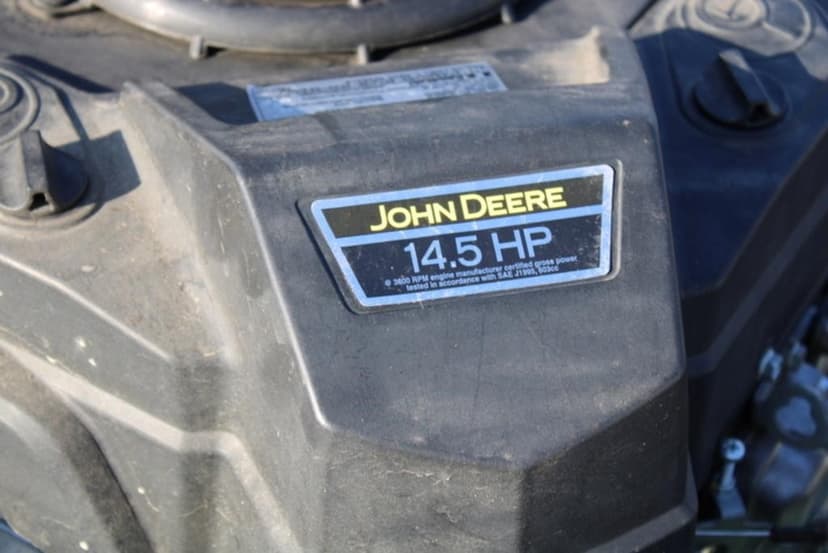 JOHN DEERE
14.5 HP
@ 3600 RPM engine manufacturer certified gross power
tested in accordance with SAE J1995, 603cc